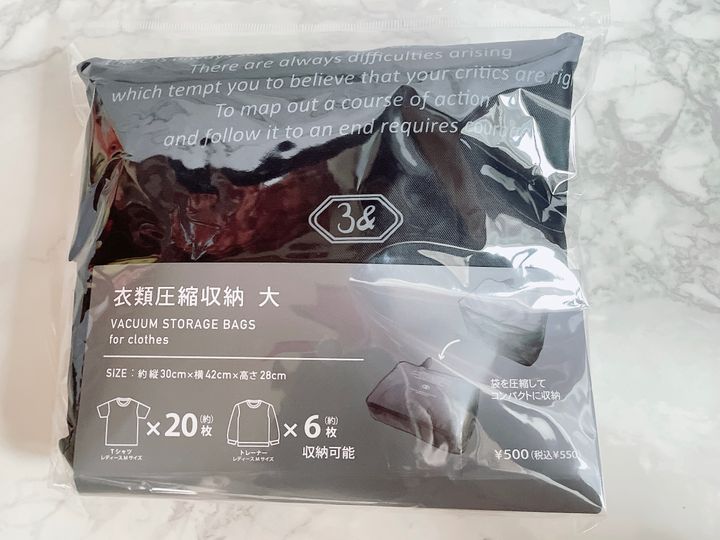 There are always difficulties arising
which tempt you to believe that your critics are
To map out a course of action
and follow it to an end requires
3&
衣類圧縮収納 大
VACUUM STORAGE BAGS
for clothes
SIZE：約 縦30cm×横42cm×高さ28cm
×20(約)枚
×6(約)枚
Tシャツ
レディースMサイズ
トレーナー
レディースMサイズ
収納可能
袋を圧縮して
コンパクトに収納
¥500(税込¥550